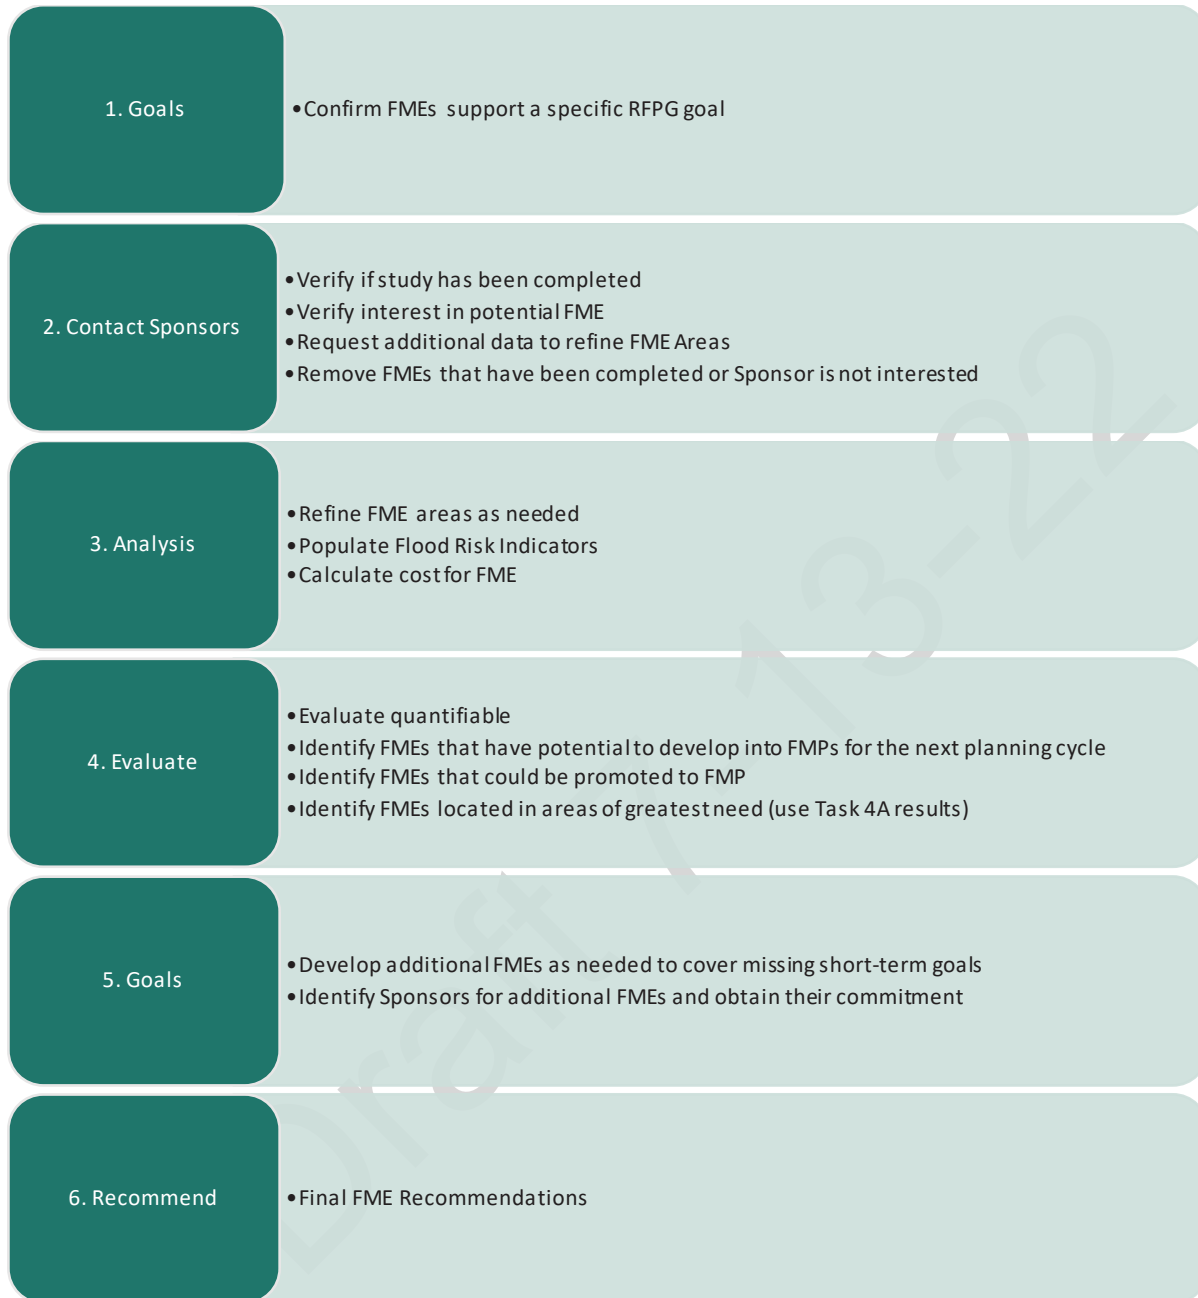 1. Goals
•Confirm FMEs support a specific RFPG goal
2. Contact Sponsors
•Verify if study has been completed
•Verify interest in potential FME
•Request additional data to refine FME Areas
•Remove FMEs that have been completed or Sponsor is not interested
3. Analysis
•Refine FME areas as needed
•Populate Flood Risk Indicators
•Calculate cost for FME
4. Evaluate
•Evaluate quantifiable
•Identify FMEs that have potential to develop into FMPs for the next planning cycle
•Identify FMEs that could be promoted to FMP
•Identify FMEs located in areas of greatest need (use Task 4A results)
5. Goals
•Develop additional FMEs as needed to cover missing short-term goals
•Identify Sponsors for additional FMEs and obtain their commitment
6. Recommend
•Final FME Recommendations
Draft 7-13-22